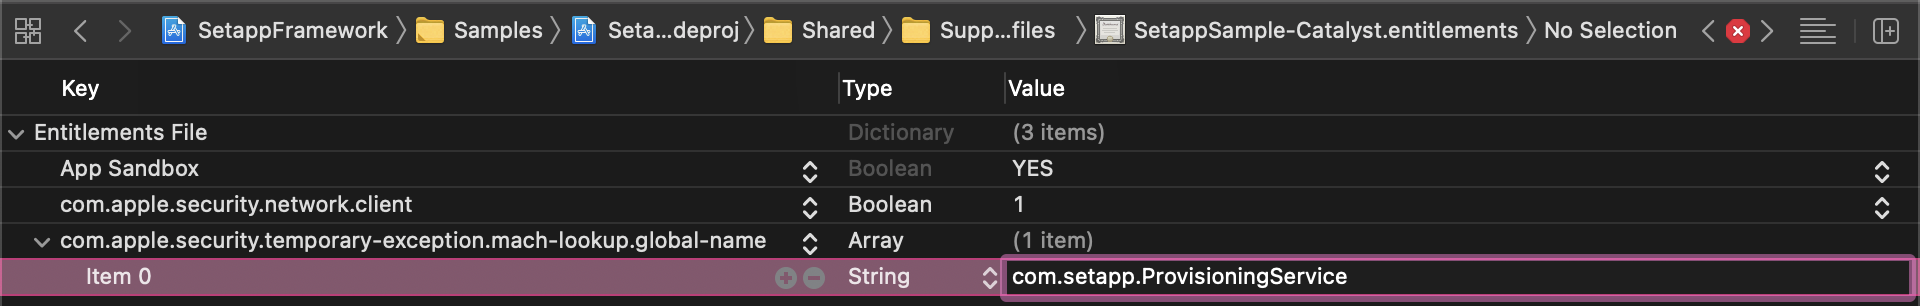 SetappFramework Samples Seta...deproj Shared Supp...files SetappSample-Catalyst.entitlements No Selection
Key Type Value
Entitlements File Dictionary (3 items)
App Sandbox Boolean YES
com.apple.security.network.client Boolean 1
com.apple.security.temporary-exception.mach-lookup.global-name Array (1 item)
Item 0 String com.setapp.ProvisioningService